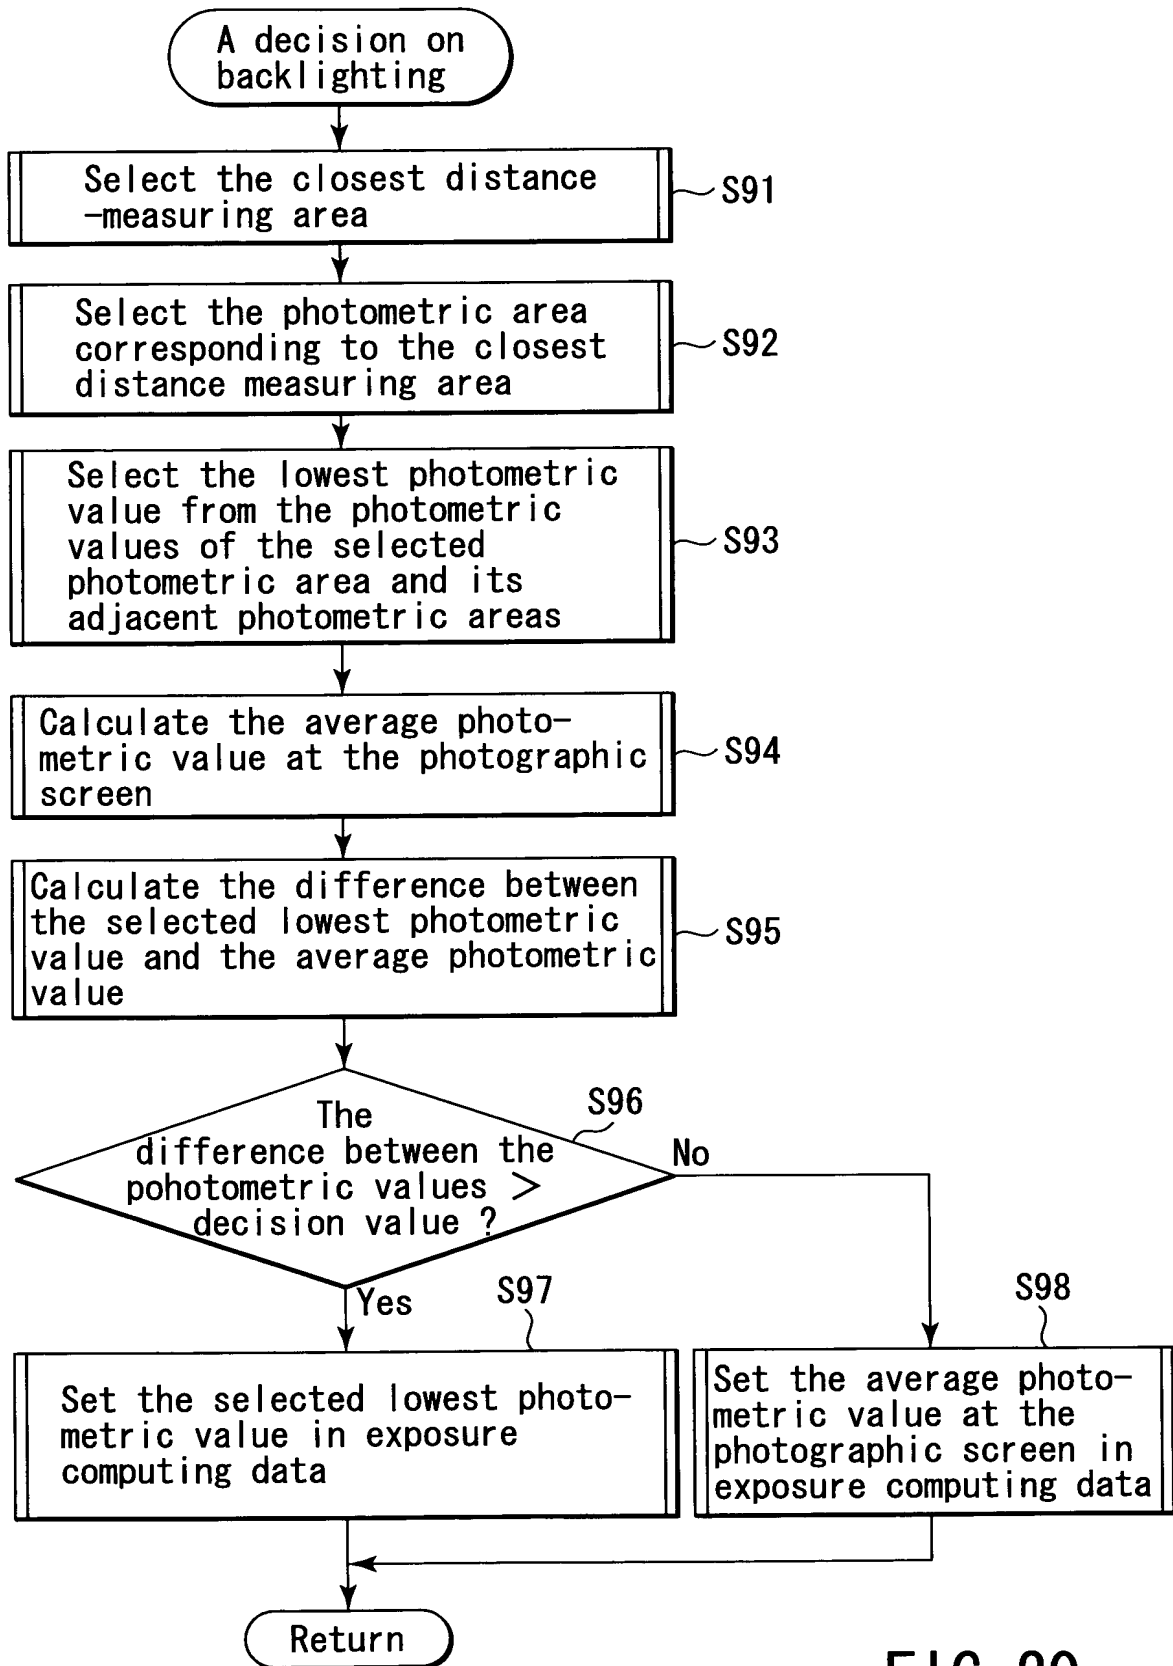 A decision on
backlighting
Select the closest distance
-measuring area
S91
Select the photometric area
corresponding to the closest
distance measuring area
S92
Select the lowest photometric
value from the photometric
values of the selected
photometric area and its
adjacent photometric areas
S93
Calculate the average photo-
metric value at the photographic
screen
S94
Calculate the difference between
the selected lowest photometric
value and the average photometric
value
S95
The
difference between the
pohotometric values >
decision value ?
S96
No
Yes
S97
Set the selected lowest photo-
metric value in exposure
computing data
S98
Set the average photo-
metric value at the
photographic screen in
exposure computing data
Return